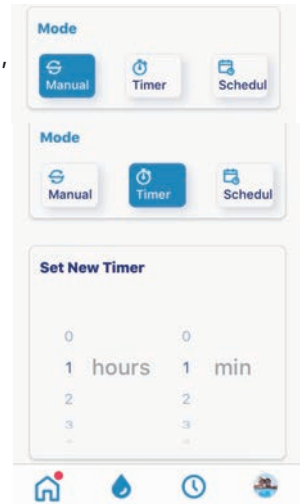 ,
Mode
Manual Timer Schedul
Mode
Manual Timer Schedul
Set New Timer
0 0
1 hours 1 min
2 2
3 3